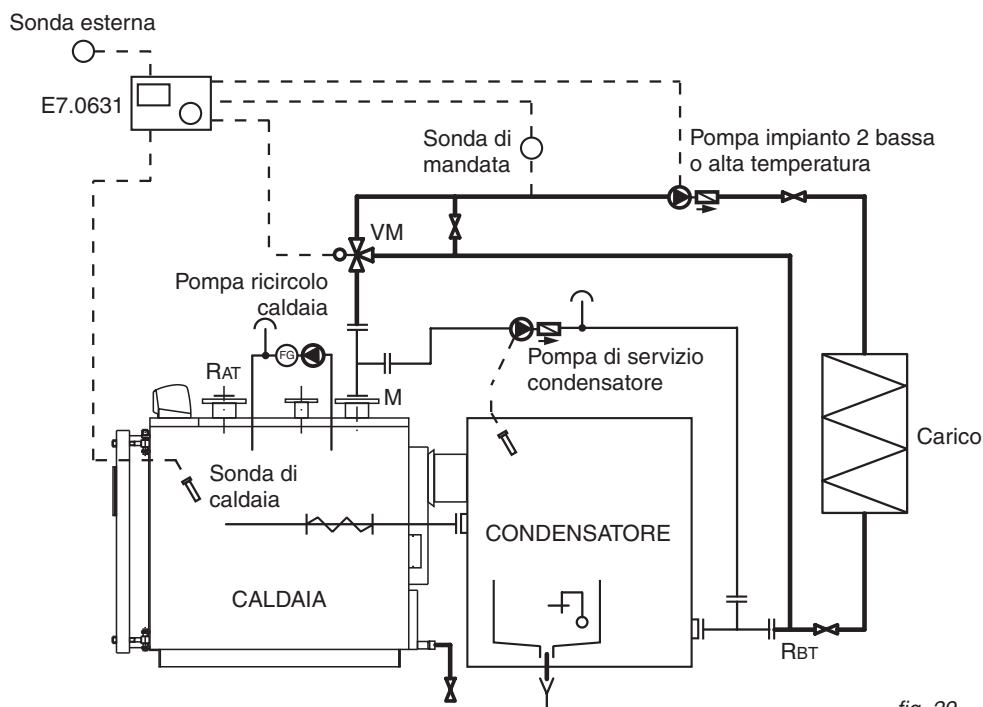 Sonda esterna
E7.0631
Sonda di
mandata
Pompa impianto 2 bassa
o alta temperatura
VM
Pompa ricircolo
caldaia
FG
Pompa di servizio
condensatore
RAT
M
Carico
Sonda di
caldaia
CONDENSATORE
CALDAIA
RBT